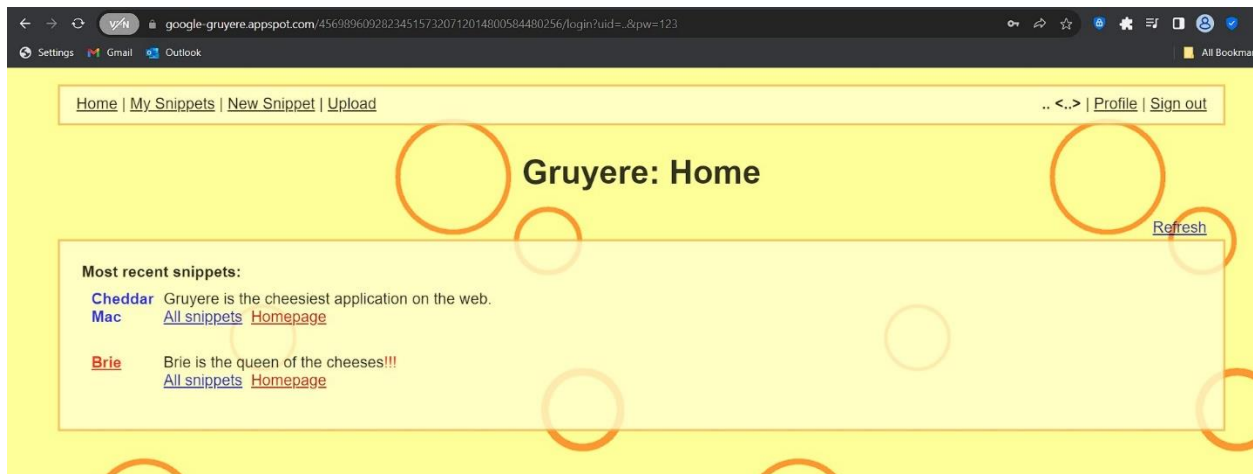 google-gruyere.appspot.com/456989609282345157320712014800584480256/login?uid=..&pw=123
Settings Gmail Outlook All Bookma
Home | My Snippets | New Snippet | Upload .. <..> | Profile | Sign out
Gruyere: Home
Refresh
Most recent snippets:
Cheddar Gruyere is the cheesiest application on the web.
Mac All snippets Homepage
Brie Brie is the queen of the cheeses!!!
All snippets Homepage